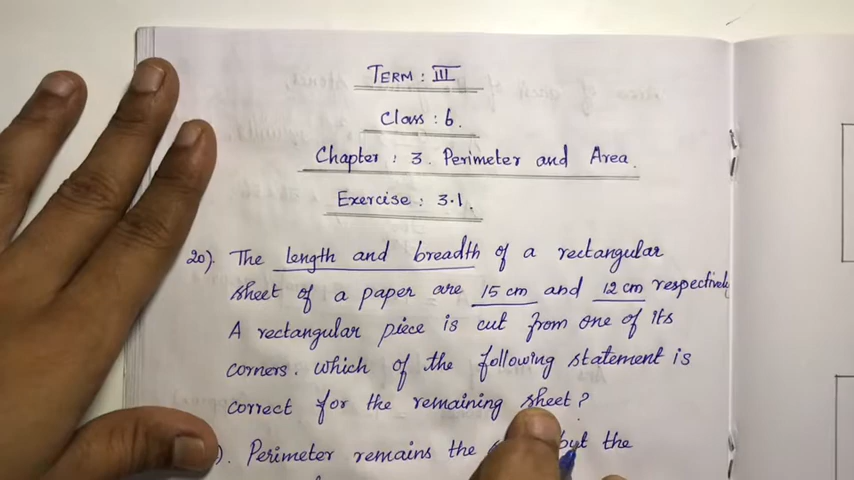 TERM : III
Class : 6.
Chapter : 3. Perimeter and Area.
Exercise : 3.1.
20). The length and breadth of a rectangular
sheet of a paper are 15 cm and 12 cm respectively
A rectangular piece is cut from one of its
corners. which of the following statement is
correct for the remaining sheet?
). Perimeter remains the but the